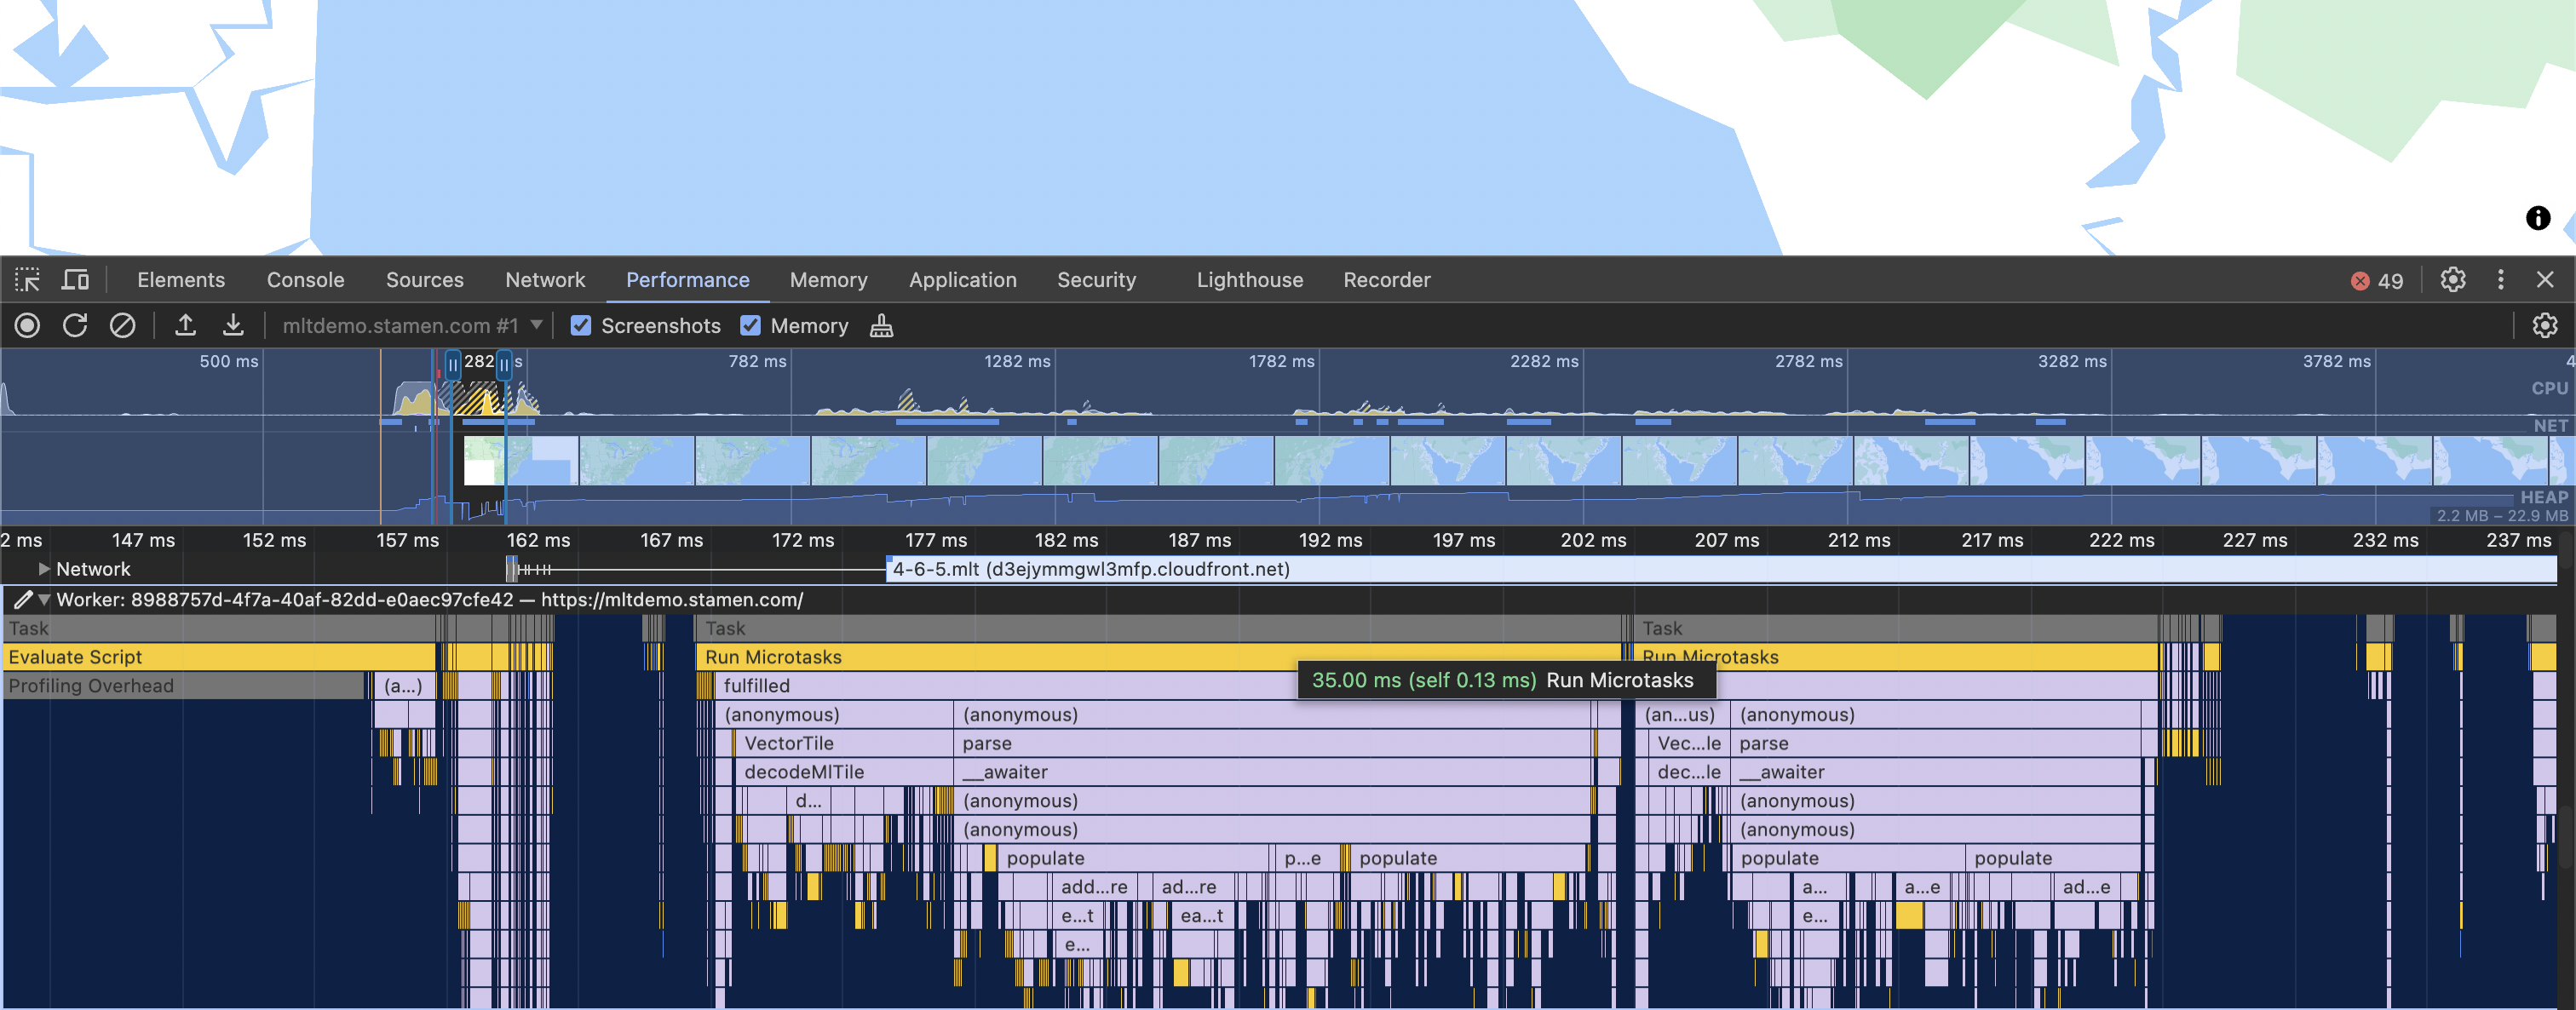 Elements Console Sources Network Performance Memory Application Security Lighthouse Recorder 49
mltdemo.stamen.com #1 Screenshots Memory
500 ms 282 s 782 ms 1282 ms 1782 ms 2282 ms 2782 ms 3282 ms 3782 ms 4
CPU
NET
HEAP
2.2 MB – 22.9 MB
2 ms 147 ms 152 ms 157 ms 162 ms 167 ms 172 ms 177 ms 182 ms 187 ms 192 ms 197 ms 202 ms 207 ms 212 ms 217 ms 222 ms 227 ms 232 ms 237 ms
Network 4-6-5.mlt (d3ejymmgwl3mfp.cloudfront.net)
Worker: 8988757d-4f7a-40af-82dd-e0aec97cfe42 — https://mltdemo.stamen.com/
Task Task Task
Evaluate Script Run Microtasks Run Microtasks
Profiling Overhead (a...) fulfilled 35.00 ms (self 0.13 ms) Run Microtasks
(anonymous) (anonymous) (an...us) (anonymous)
VectorTile parse Vec...le parse
decodeMlTile __awaiter dec...le __awaiter
d... (anonymous) (anonymous)
(anonymous) (anonymous)
populate p...e populate populate populate
add...re ad...re a... a...e ad...e
e...t ea...t e...
e...